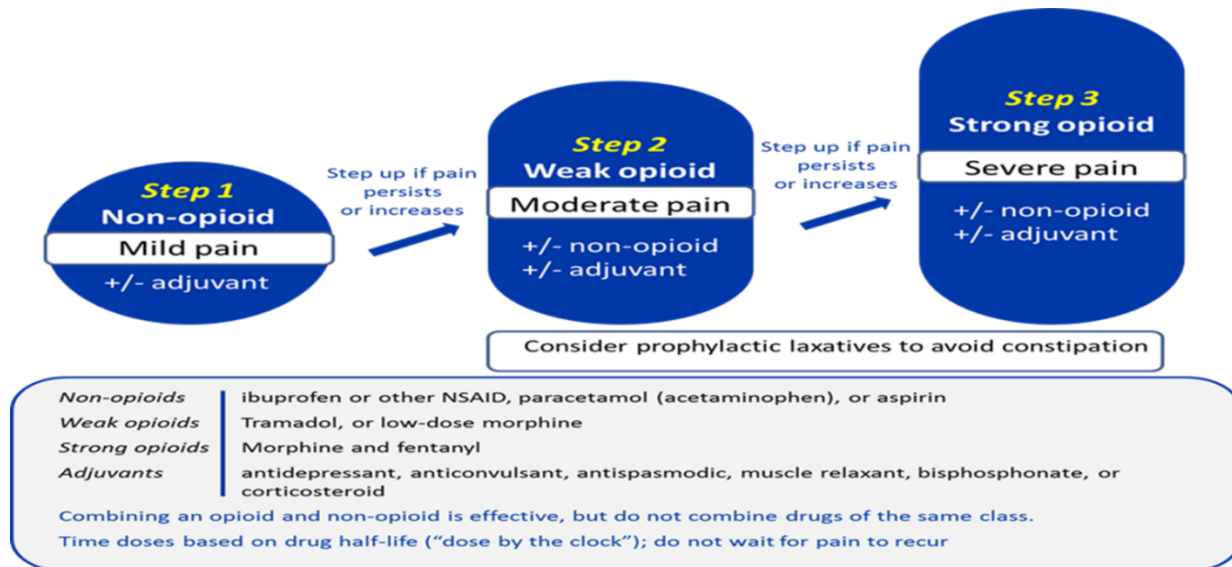 Step 1
Non-opioid
Mild pain
+/- adjuvant
Step up if pain
persists
or increases
Step 2
Weak opioid
Moderate pain
+/- non-opioid
+/- adjuvant
Step up if pain
persists
or increases
Step 3
Strong opioid
Severe pain
+/- non-opioid
+/- adjuvant
Consider prophylactic laxatives to avoid constipation
Non-opioids ibuprofen or other NSAID, paracetamol (acetaminophen), or aspirin
Weak opioids Tramadol, or low-dose morphine
Strong opioids Morphine and fentanyl
Adjuvants antidepressant, anticonvulsant, antispasmodic, muscle relaxant, bisphosphonate, or
corticosteroid
Combining an opioid and non-opioid is effective, but do not combine drugs of the same class.
Time doses based on drug half-life (“dose by the clock”); do not wait for pain to recur